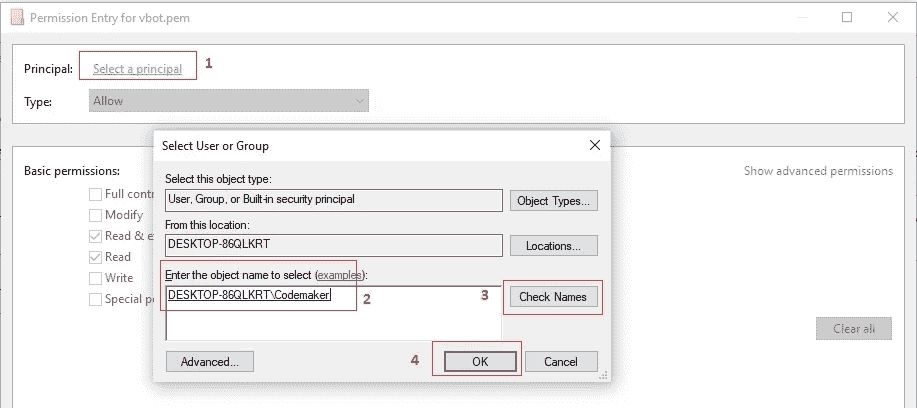 Permission Entry for vbot.pem
Principal: Select a principal 1
Type: Allow
Select User or Group
Select this object type:
User, Group, or Built-in security principal Object Types...
From this location:
DESKTOP-86QLKRT Locations...
Enter the object name to select (examples):
DESKTOP-86QLKRT\Codemaker 2 3 Check Names
Advanced... 4 OK Cancel
Basic permissions: Show advanced permissions
Full contr
Modify
Read & e
Read
Write
Special pe
Clear all